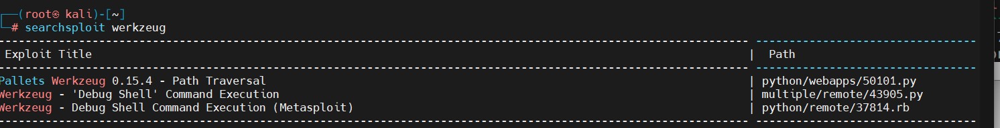 ┌──(root㉿ kali)-[~]
└─# searchsploit werkzeug
Exploit Title | Path
Pallets Werkzeug 0.15.4 - Path Traversal | python/webapps/50101.py
Werkzeug - 'Debug Shell' Command Execution | multiple/remote/43905.py
Werkzeug - Debug Shell Command Execution (Metasploit) | python/remote/37814.rb